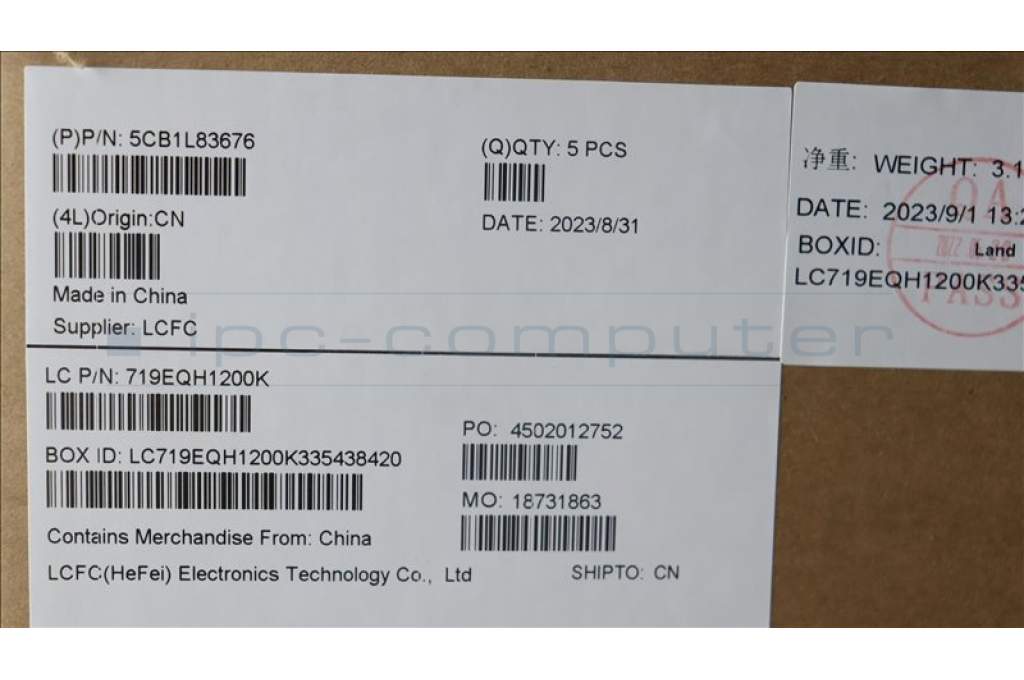 (P)P/N: 5CB1L83676
(Q)QTY: 5 PCS
(4L)Origin:CN
DATE: 2023/8/31
Made in China
Supplier: LCFC
净重: WEIGHT: 3.1
DATE: 2023/9/1 13:2
BOXID: Land
LC719EQH1200K335
QA
PASS
ipc-computer
LC P/N: 719EQH1200K
PO: 4502012752
BOX ID: LC719EQH1200K335438420
MO: 18731863
Contains Merchandise From: China
LCFC(HeFei) Electronics Technology Co., Ltd
SHIPTO: CN